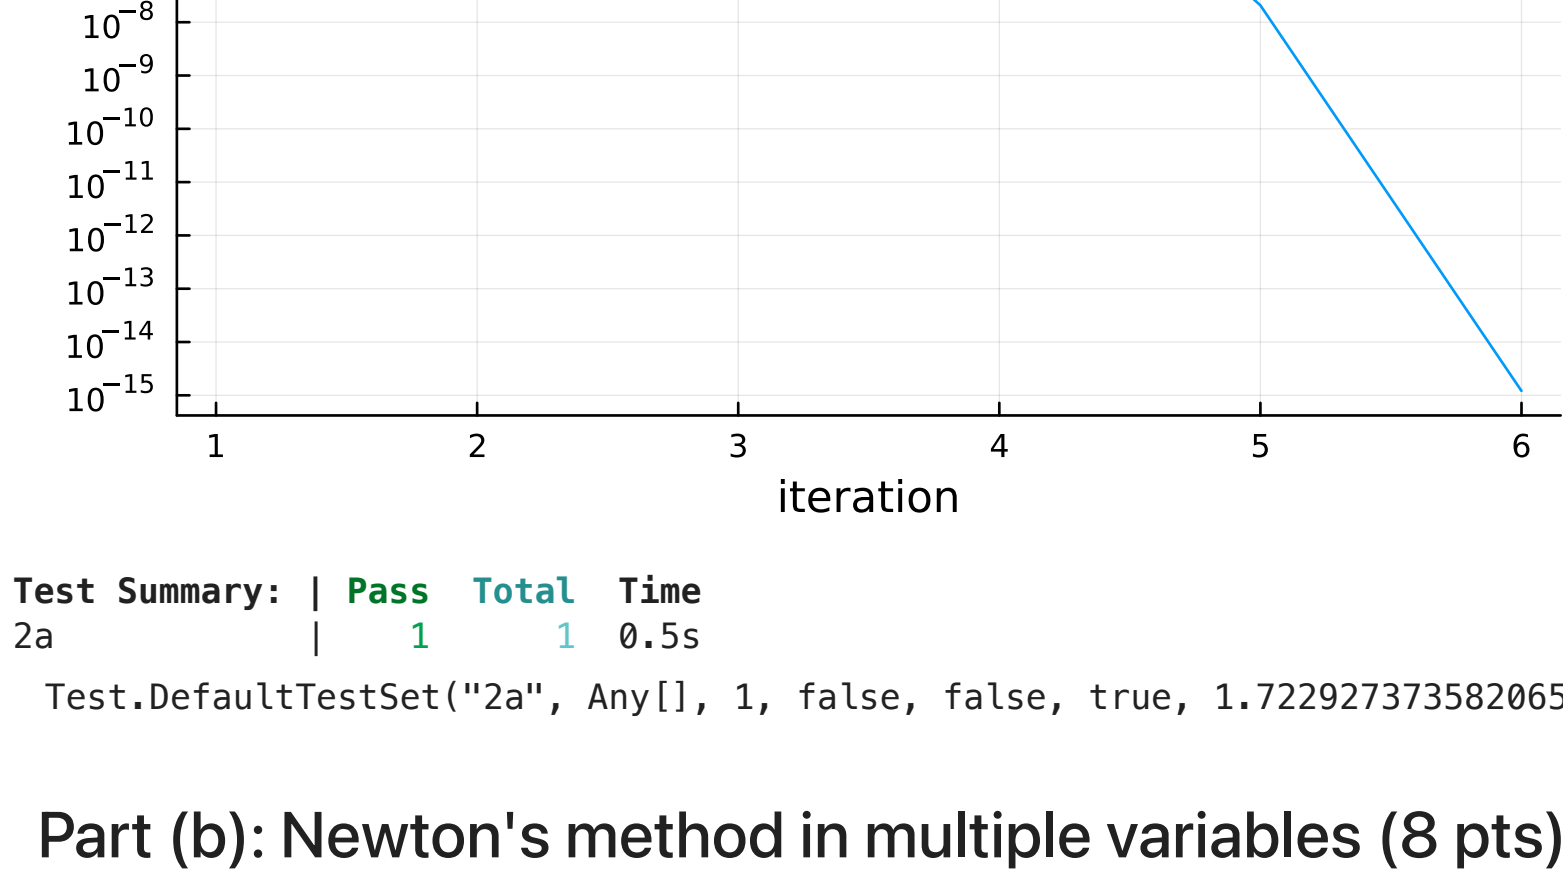 10⁻⁸
10⁻⁹
10⁻¹⁰
10⁻¹¹
10⁻¹²
10⁻¹³
10⁻¹⁴
10⁻¹⁵
1 2 3 4 5 6
iteration
Test Summary: | Pass Total Time
2a | 1 1 0.5s
Test.DefaultTestSet("2a", Any[], 1, false, false, true, 1.722927373582065
Part (b): Newton's method in multiple variables (8 pts)